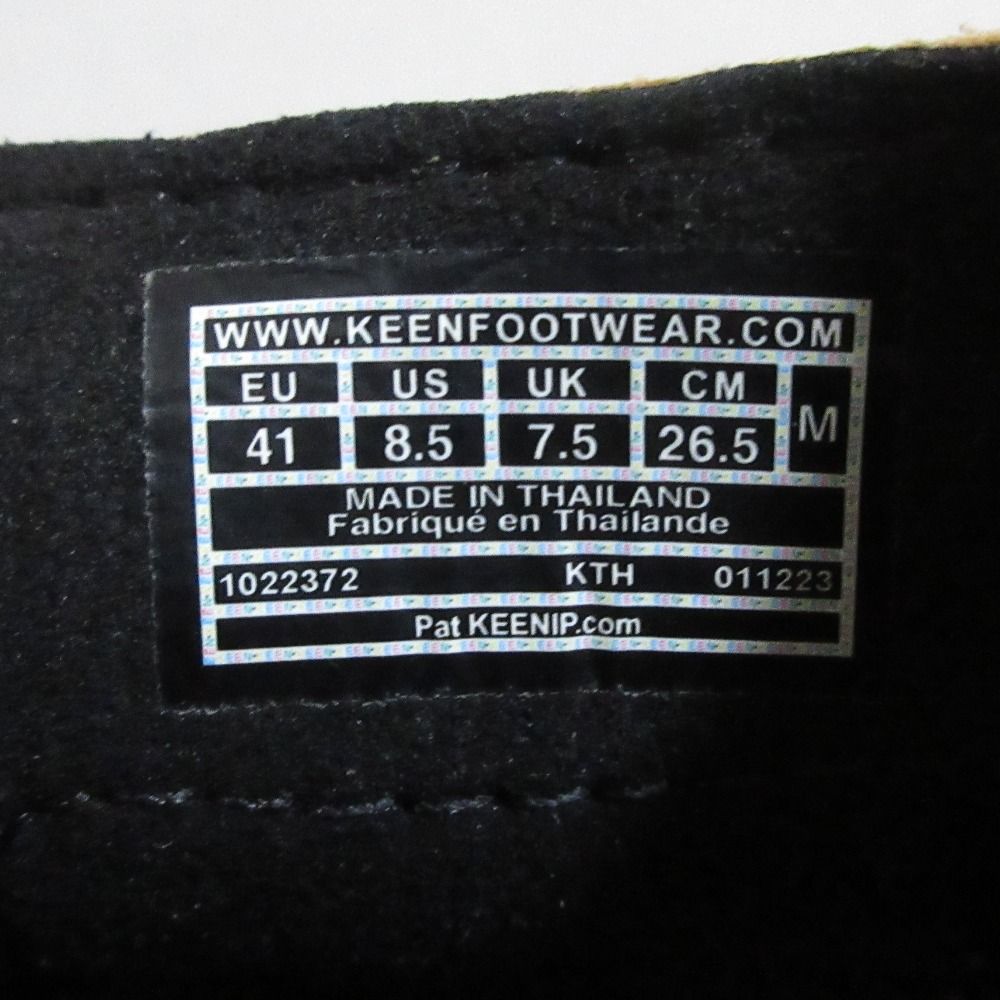 WWW.KEENFOOTWEAR.COM
EU US UK CM M
41 8.5 7.5 26.5
MADE IN THAILAND
Fabriqué en Thaïlande
1022372 KTH 011223
Pat KEENIP.com